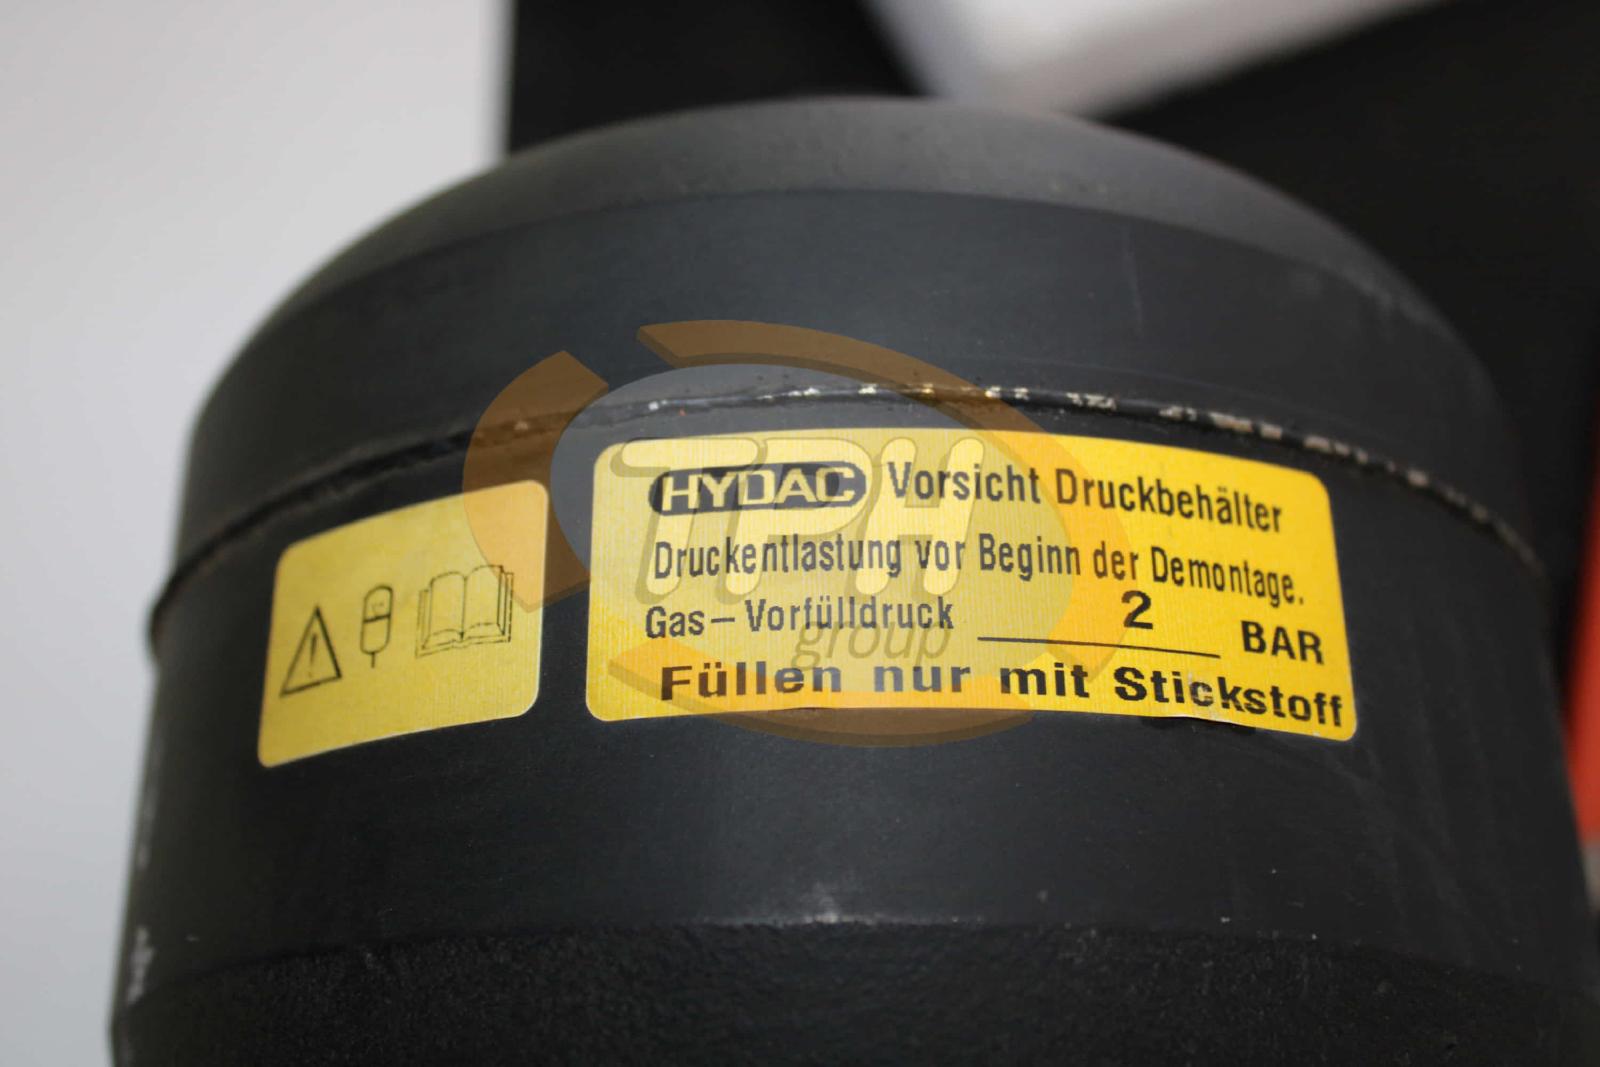 HYDAC Vorsicht Druckbehälter
Druckentlastung vor Beginn der Demontage.
Gas-Vorfülldruck 2 BAR
Füllen nur mit Stickstoff
TPH
group